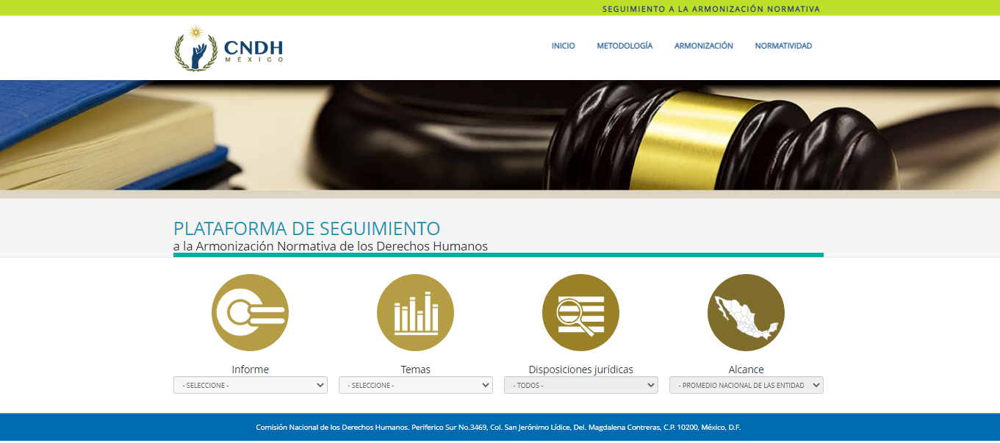 SEGUIMIENTO A LA ARMONIZACIÓN NORMATIVA
CNDH
MÉXICO
INICIO METODOLOGÍA ARMONIZACIÓN NORMATIVIDAD
PLATAFORMA DE SEGUIMIENTO
a la Armonización Normativa de los Derechos Humanos
Informe Temas Disposiciones jurídicas Alcance
- SELECCIONE - - SELECCIONE - - TODOS - - PROMEDIO NACIONAL DE LAS ENTIDAD
Comisión Nacional de los Derechos Humanos. Periferico Sur No.3469, Col. San Jerónimo Lídice, Del. Magdalena Contreras, C.P. 10200, México, D.F.